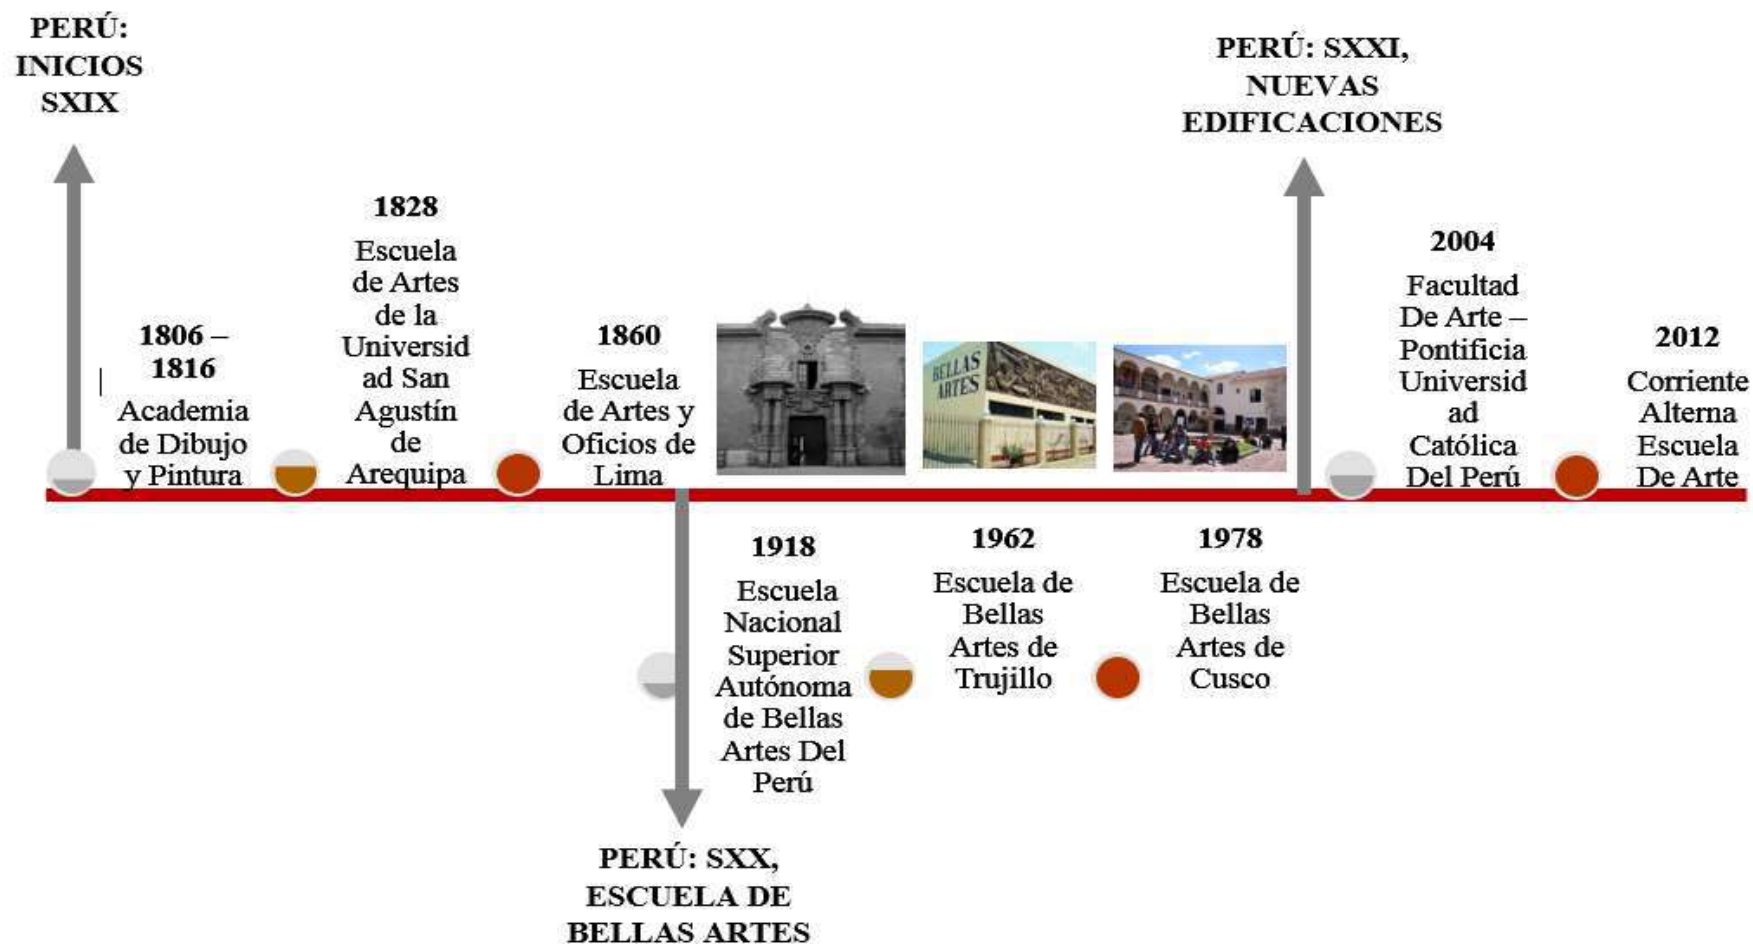 PERÚ:
INICIOS
SXIX
1806 –
1816
Academia
de Dibujo
y Pintura
1828
Escuela
de Artes
de la
Universid
ad San
Agustín
de
Arequipa
1860
Escuela
de Artes y
Oficios de
Lima
BELLAS
ARTES
PERÚ: SXX,
ESCUELA DE
BELLAS ARTES
1918
Escuela
Nacional
Superior
Autónoma
de Bellas
Artes Del
Perú
1962
Escuela de
Bellas
Artes de
Trujillo
1978
Escuela de
Bellas
Artes de
Cusco
PERÚ: SXXI,
NUEVAS
EDIFICACIONES
2004
Facultad
De Arte –
Pontificia
Universid
ad
Católica
Del Perú
2012
Corriente
Alterna
Escuela
De Arte